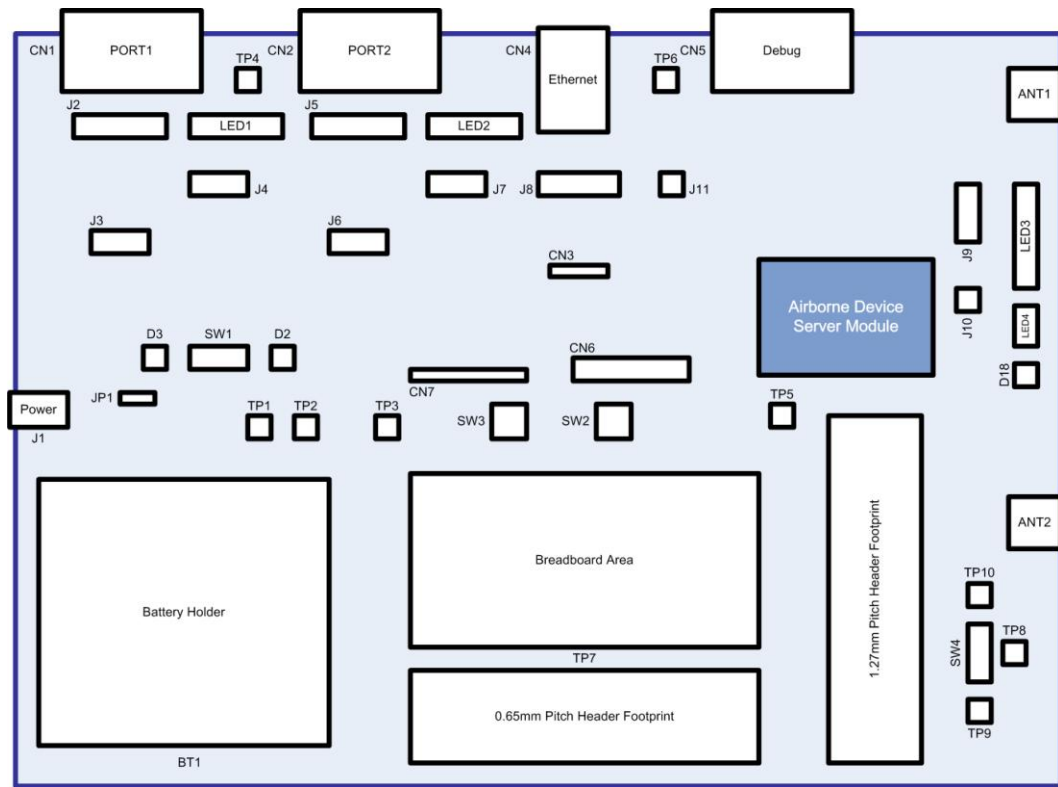 CN1
PORT1
CN2
PORT2
CN4
Ethernet
CN5
Debug
TP4
TP6
ANT1
J2
LED1
J5
LED2
J4
J7
J8
J11
J3
J6
J9
LED3
CN3
Airborne Device
Server Module
J10
LED4
D3
SW1
D2
CN6
D18
Power
J1
JP1
CN7
TP1
TP2
TP3
SW3
SW2
TP5
Battery Holder
BT1
Breadboard Area
TP7
0.65mm Pitch Header Footprint
1.27mm Pitch Header Footprint
ANT2
TP10
SW4
TP8
TP9